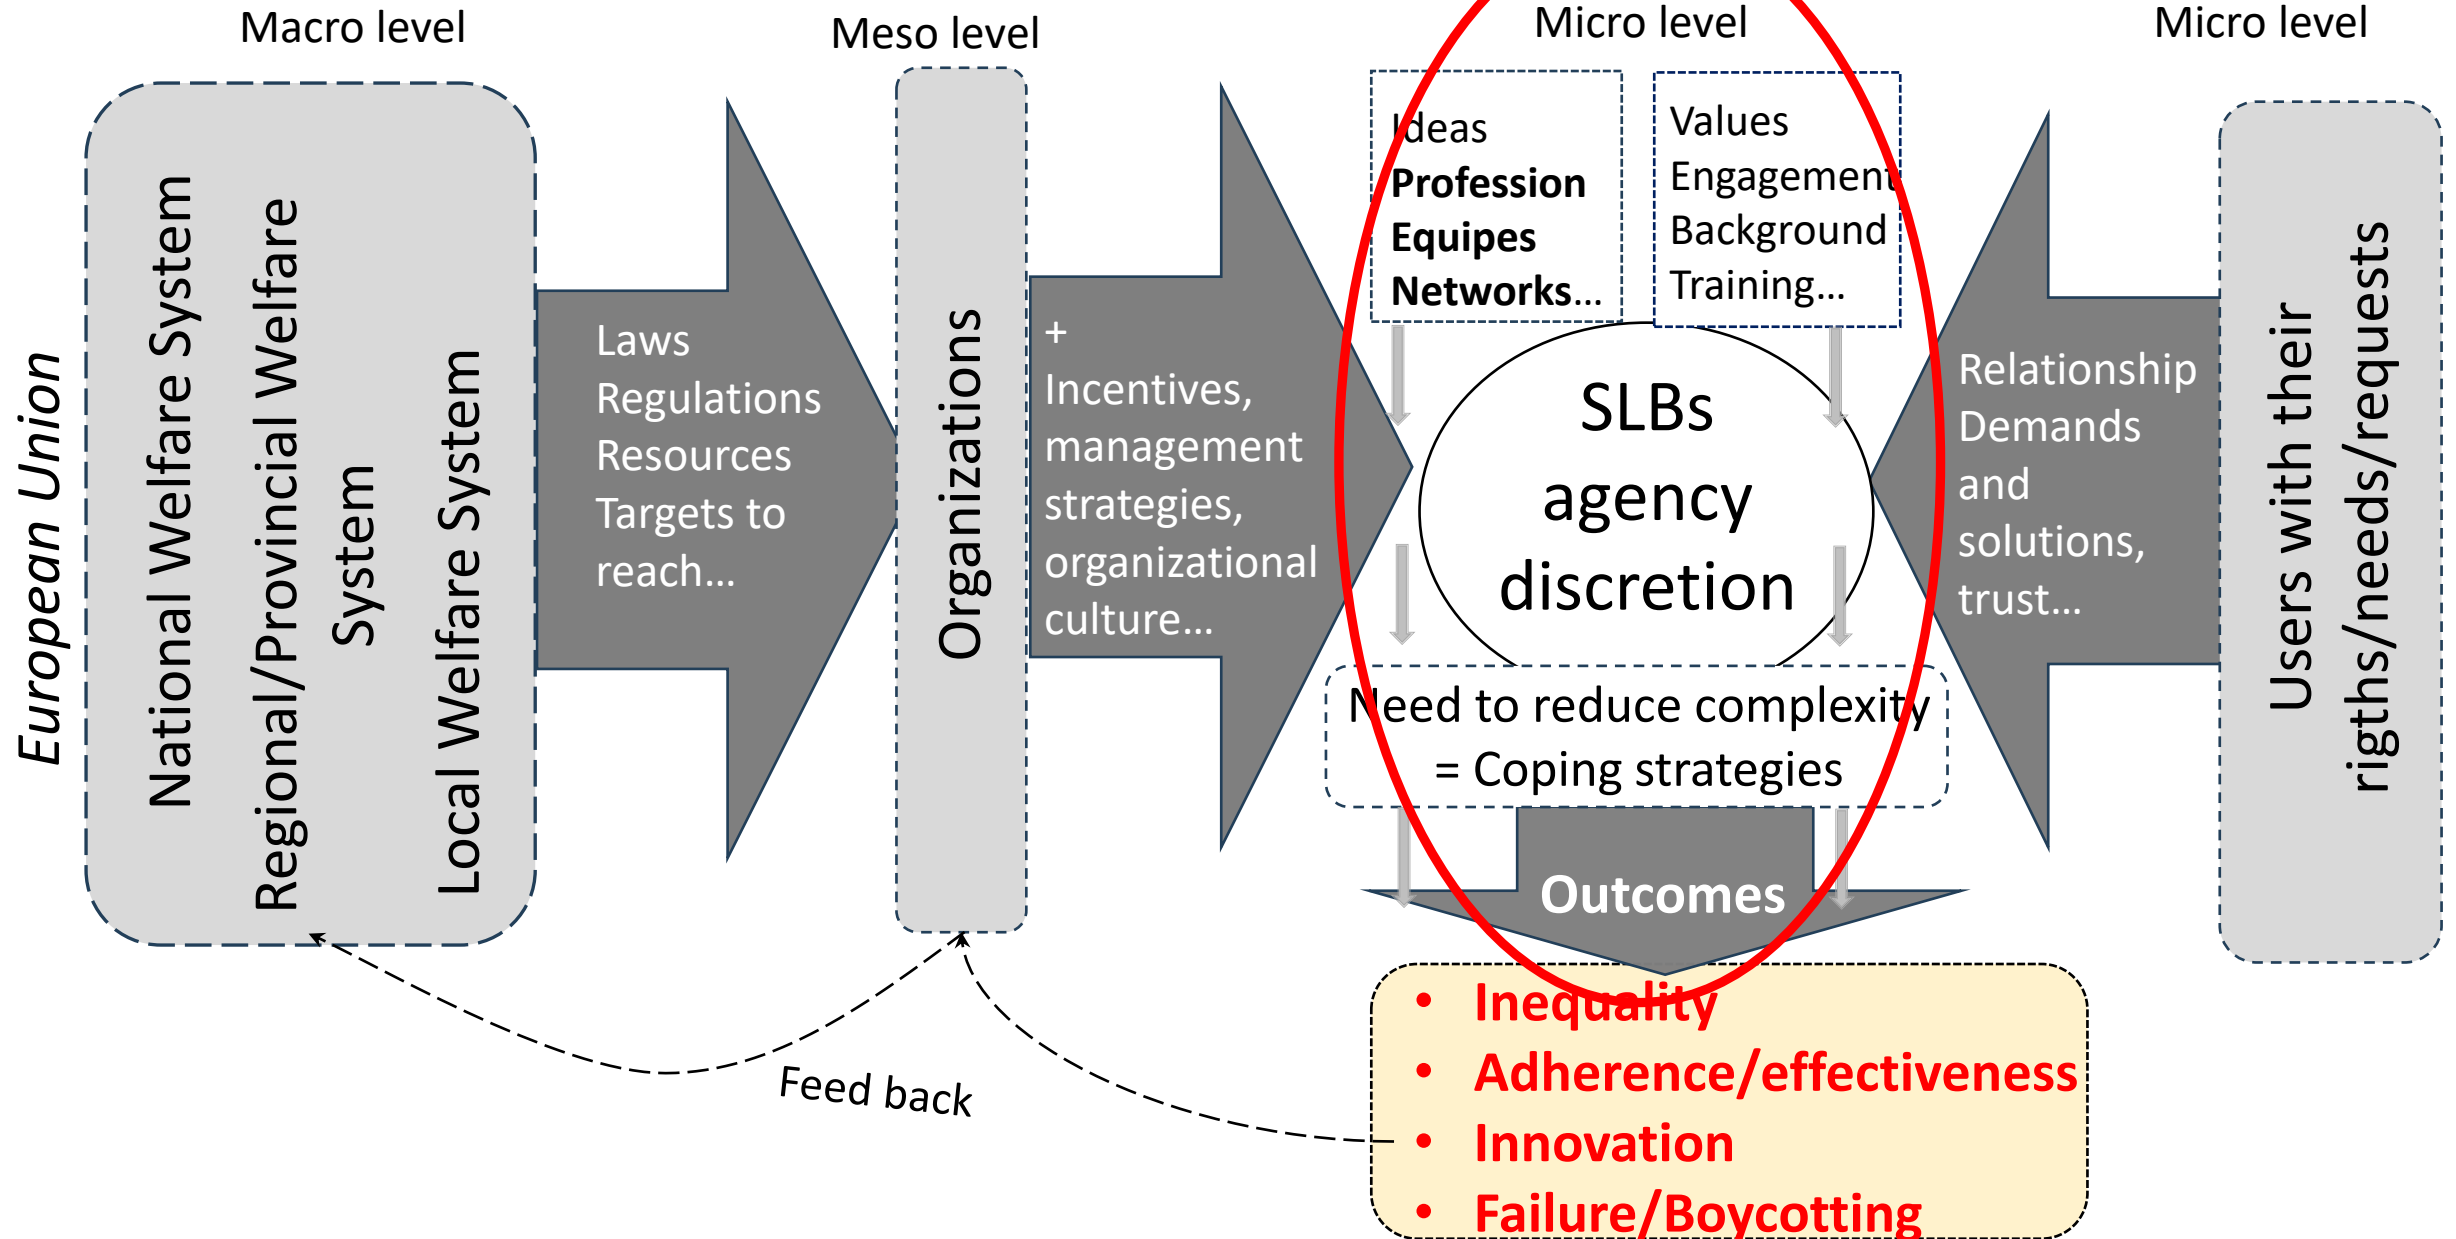 Macro level
Meso level
Micro level
Micro level
European Union
National Welfare System
Regional/Provincial Welfare
System
Local Welfare System
Laws
Regulations
Resources
Targets to
reach…
Organizations
+
Incentives,
management
strategies,
organizational
culture…
Ideas
Profession
Equipes
Networks…
Values
Engagement
Background
Training…
SLBs
agency
discretion
Need to reduce complexity
= Coping strategies
Outcomes
Relationship
Demands
and
solutions,
trust…
Users with their
rigths/needs/requests
• Inequality
• Adherence/effectiveness
• Innovation
• Failure/Boycotting
Feed back